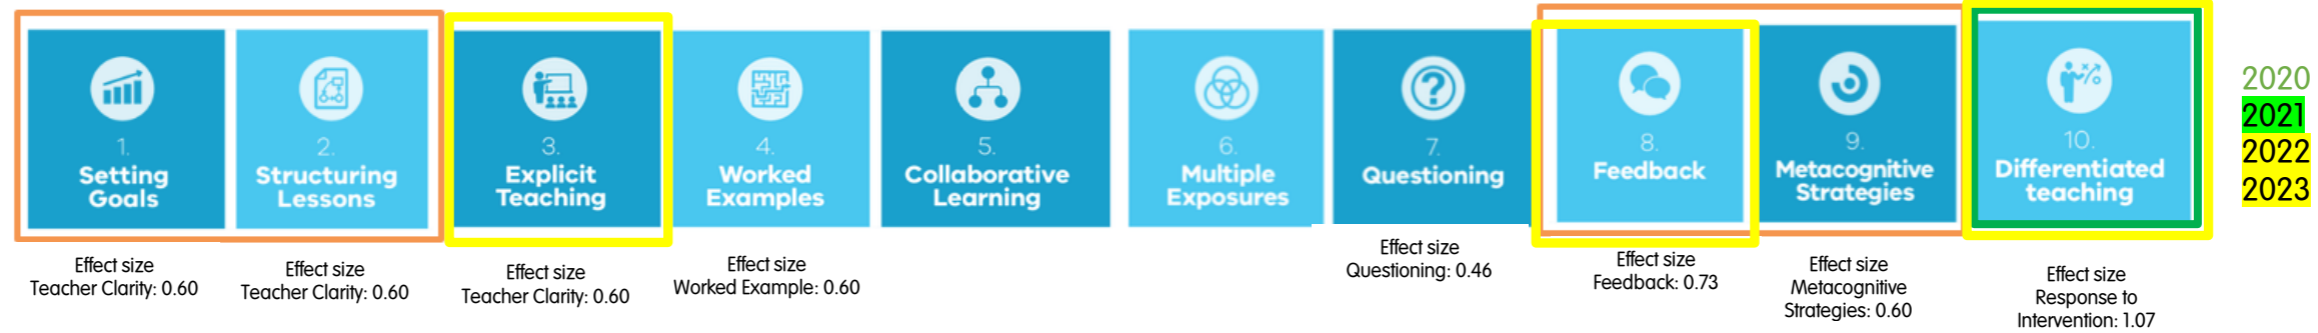 1.
Setting
Goals
2.
Structuring
Lessons
3.
Explicit
Teaching
4.
Worked
Examples
5.
Collaborative
Learning
6.
Multiple
Exposures
7.
Questioning
8.
Feedback
9.
Metacognitive
Strategies
10.
Differentiated
teaching
2020
2021
2022
2023
Effect size
Teacher Clarity: 0.60
Effect size
Teacher Clarity: 0.60
Effect size
Teacher Clarity: 0.60
Effect size
Worked Example: 0.60
Effect size
Questioning: 0.46
Effect size
Feedback: 0.73
Effect size
Metacognitive
Strategies: 0.60
Effect size
Response to
Intervention: 1.07